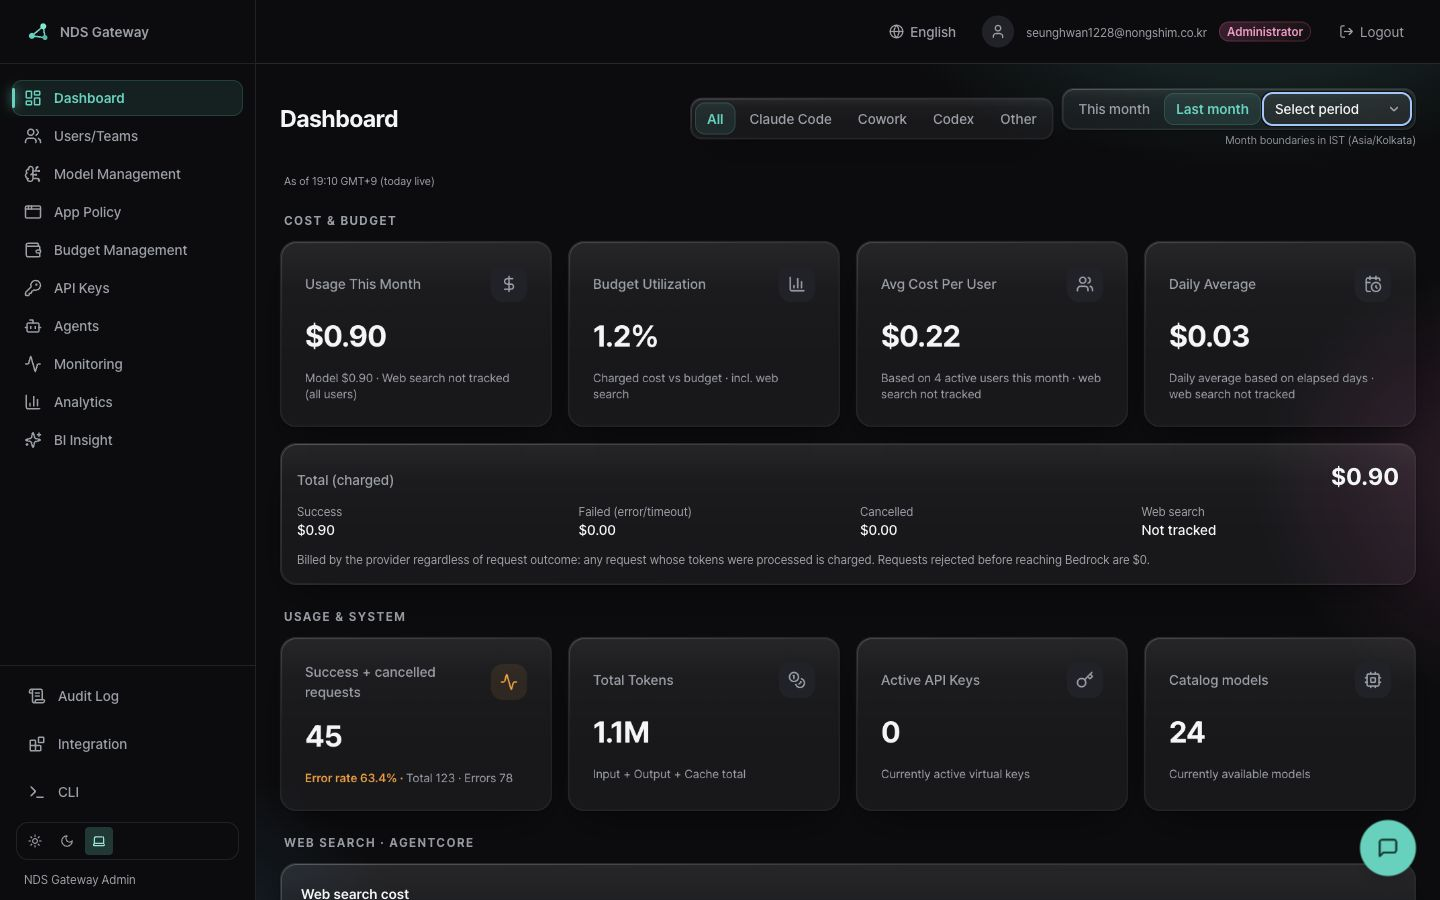 NDS Gateway
English
seunghwan1228@nongshim.co.kr
Administrator
Logout
Dashboard
Users/Teams
Model Management
App Policy
Budget Management
API Keys
Agents
Monitoring
Analytics
BI Insight
Audit Log
Integration
CLI
NDS Gateway Admin
Dashboard
All
Claude Code
Cowork
Codex
Other
This month
Last month
Select period
Month boundaries in IST (Asia/Kolkata)
As of 19:10 GMT+9 (today live)
COST & BUDGET
Usage This Month
$0.90
Model $0.90 · Web search not tracked
(all users)
Budget Utilization
1.2%
Charged cost vs budget · incl. web
search
Avg Cost Per User
$0.22
Based on 4 active users this month · web
search not tracked
Daily Average
$0.03
Daily average based on elapsed days ·
web search not tracked
Total (charged)
$0.90
Success
$0.90
Failed (error/timeout)
$0.00
Cancelled
$0.00
Web search
Not tracked
Billed by the provider regardless of request outcome: any request whose tokens were processed is charged. Requests rejected before reaching Bedrock are $0.
USAGE & SYSTEM
Success + cancelled
requests
45
Error rate 63.4% · Total 123 · Errors 78
Total Tokens
1.1M
Input + Output + Cache total
Active API Keys
0
Currently active virtual keys
Catalog models
24
Currently available models
WEB SEARCH · AGENTCORE
Web search cost